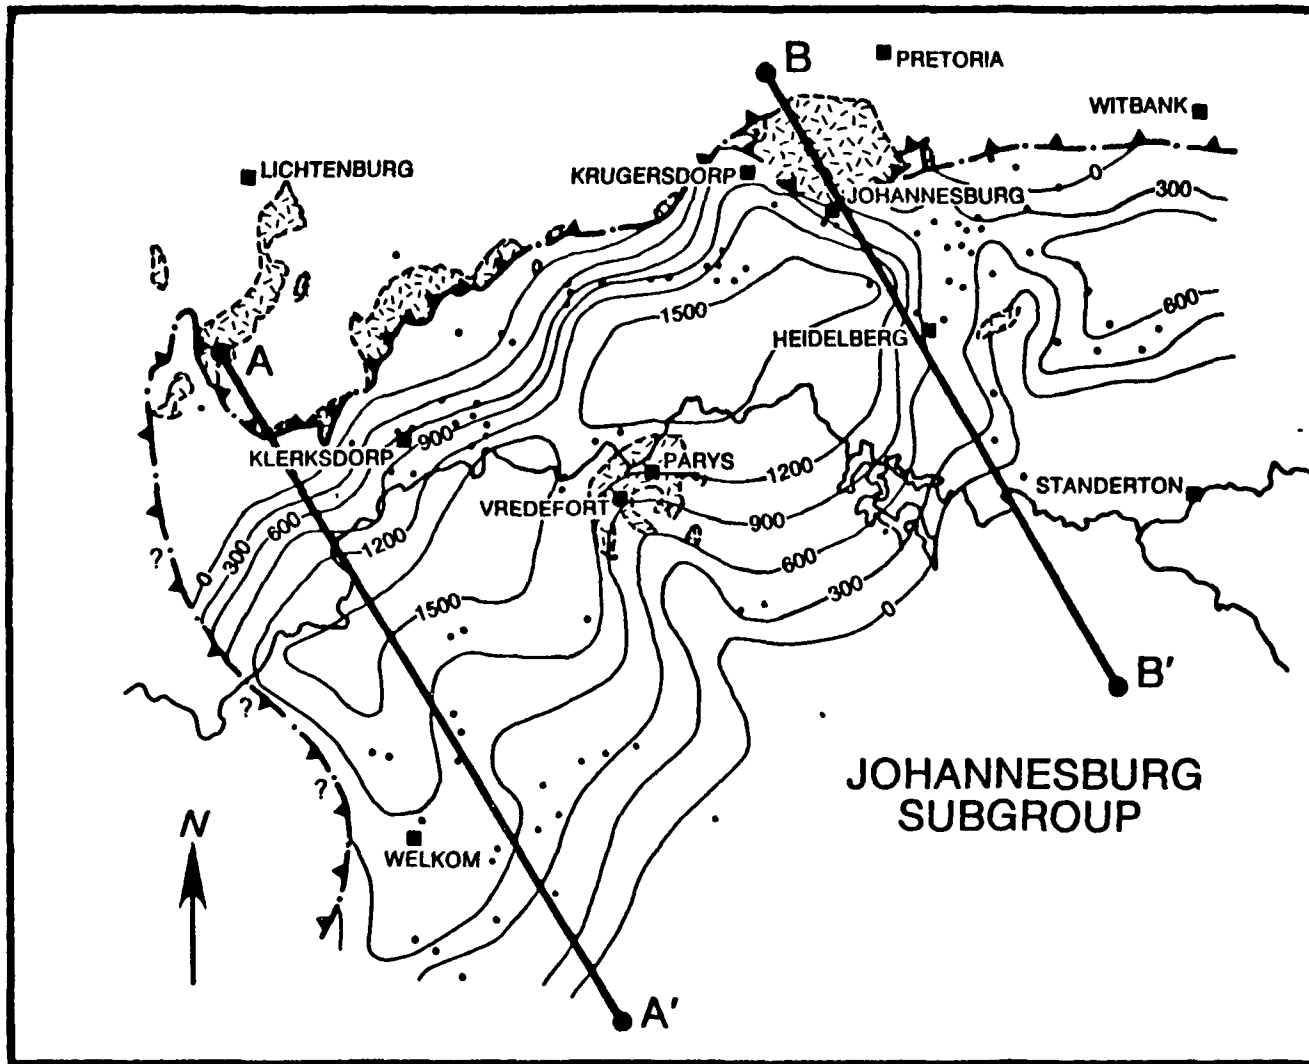 B
PRETORIA
WITBANK
LICHTENBURG
KRUGERSDORP
0
300
JOHANNESBURG
600
1500
HEIDELBERG
A
900
KLERKSDORP
PARYS
1200
STANDERTON
VREDEFORT
900
600
1200
?
300
0
600
300
0
1500
B'
?
JOHANNESBURG
SUBGROUP
?
N
WELKOM
A'